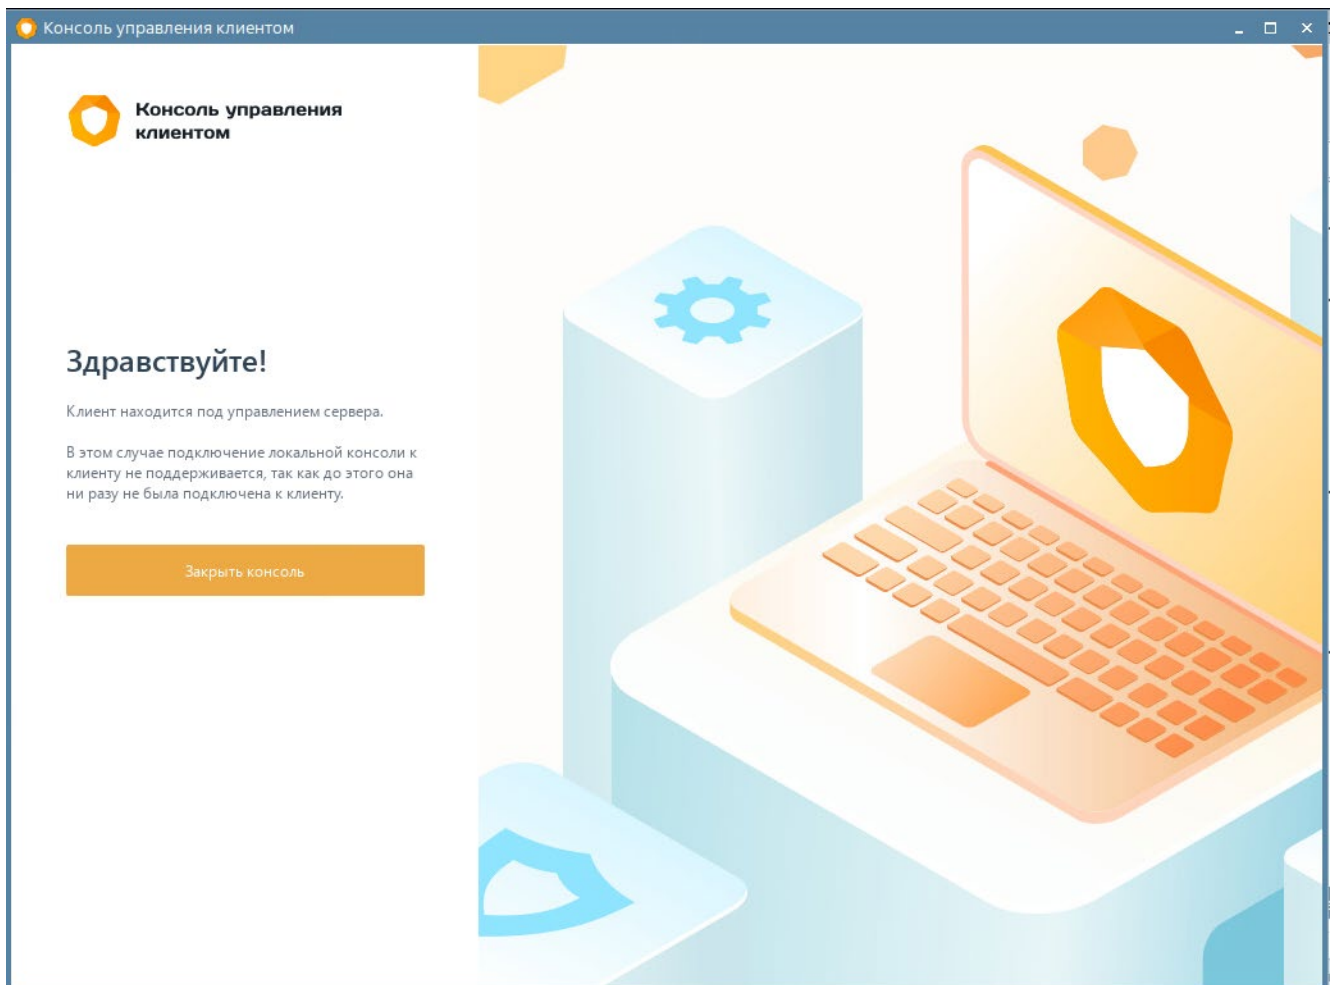 Консоль управления клиентом
Консоль управления
клиентом
Здравствуйте!
Клиент находится под управлением сервера.
В этом случае подключение локальной консоли к
клиенту не поддерживается, так как до этого она
ни разу не была подключена к клиенту.
Закрыть консоль